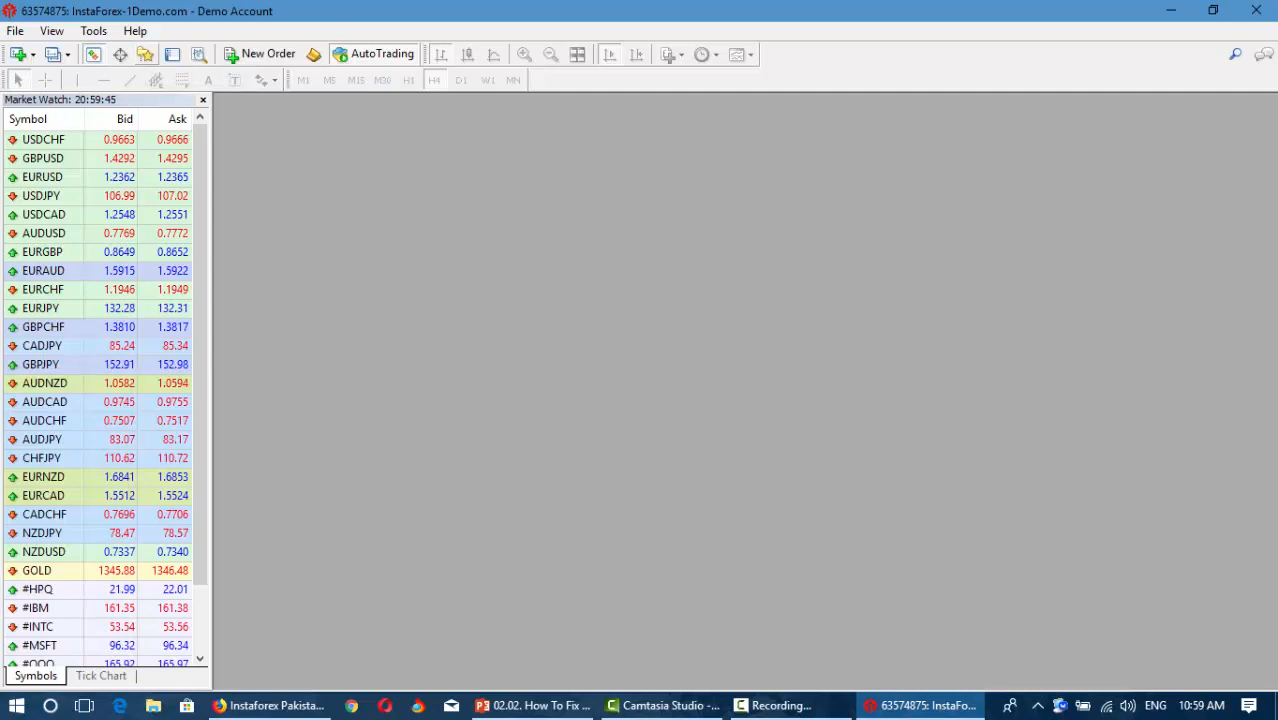 63574875: InstaForex-1Demo.com - Demo Account
File View Tools Help
New Order AutoTrading
M1 M5 M15 M30 H1 H4 D1 W1 MN
Market Watch: 20:59:45
Symbol Bid Ask
USDCHF 0.9663 0.9666
GBPUSD 1.4292 1.4295
EURUSD 1.2362 1.2365
USDJPY 106.99 107.02
USDCAD 1.2548 1.2551
AUDUSD 0.7769 0.7772
EURGBP 0.8649 0.8652
EURAUD 1.5915 1.5922
EURCHF 1.1946 1.1949
EURJPY 132.28 132.31
GBPCHF 1.3810 1.3817
CADJPY 85.24 85.34
GBPJPY 152.91 152.98
AUDNZD 1.0582 1.0594
AUDCAD 0.9745 0.9755
AUDCHF 0.7507 0.7517
AUDJPY 83.07 83.17
CHFJPY 110.62 110.72
EURNZD 1.6841 1.6853
EURCAD 1.5512 1.5524
CADCHF 0.7696 0.7706
NZDJPY 78.47 78.57
NZDUSD 0.7337 0.7340
GOLD 1345.88 1346.48
#HPQ 21.99 22.01
#IBM 161.35 161.38
#INTC 53.54 53.56
#MSFT 96.32 96.34
#QQQ 165.92 165.97
Symbols Tick Chart
Instaforex Pakista... 02.02. How To Fix ... Camtasia Studio - ... Recording... 63574875: InstaFo... ENG 10:59 AM